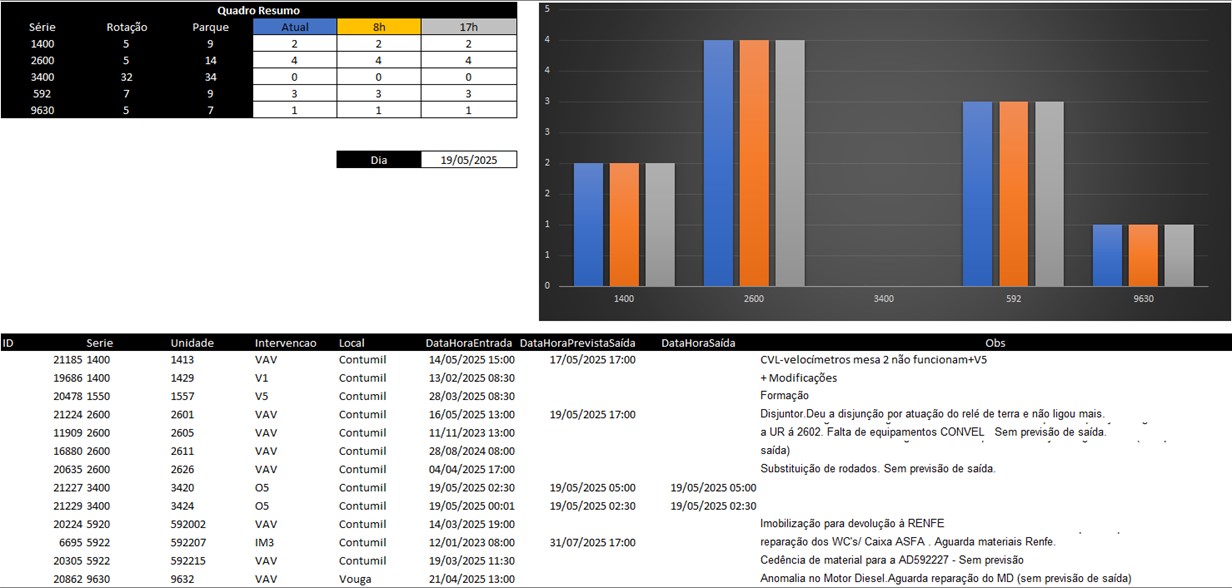 Quadro Resumo
Série Rotação Parque Atual 8h 17h
1400 5 9 2 2 2
2600 5 14 4 4 4
3400 32 34 0 0 0
592 7 9 3 3 3
9630 5 7 1 1 1
Dia 19/05/2025
5
4
4
3
3
2
2
1
1
0
1400 2600 3400 592 9630
ID Serie Unidade Intervencao Local DataHoraEntrada DataHoraPrevistaSaída DataHoraSaída Obs
21185 1400 1413 VAV Contumil 14/05/2025 15:00 17/05/2025 17:00 CVL-velocímetros mesa 2 não funcionam+V5
19686 1400 1429 V1 Contumil 13/02/2025 08:30 + Modificações
20478 1550 1557 V5 Contumil 28/03/2025 08:30 Formação
21224 2600 2601 VAV Contumil 16/05/2025 13:00 19/05/2025 17:00 Disjuntor.Deu a disjunção por atuação do relé de terra e não ligou mais.
11909 2600 2605 VAV Contumil 11/11/2023 13:00 a UR á 2602. Falta de equipamentos CONVEL Sem previsão de saída.
16880 2600 2611 VAV Contumil 28/08/2024 08:00 saída)
20635 2600 2626 VAV Contumil 04/04/2025 17:00 Substituição de rodados. Sem previsão de saída.
21227 3400 3420 O5 Contumil 19/05/2025 02:30 19/05/2025 05:00 19/05/2025 05:00
21229 3400 3424 O5 Contumil 19/05/2025 00:01 19/05/2025 02:30 19/05/2025 02:30
20224 5920 592002 VAV Contumil 14/03/2025 19:00 Imobilização para devolução á RENFE
6695 5922 592207 IM3 Contumil 12/01/2023 08:00 31/07/2025 17:00 reparação dos WC's/ Caixa ASFA . Aguarda materiais Renfe.
20305 5922 592215 VAV Contumil 19/03/2025 11:30 Cedência de material para a AD592227 - Sem previsão
20862 9630 9632 VAV Vouga 21/04/2025 13:00 Anomalia no Motor Diesel.Aguarda reparação do MD (sem previsão de saída)